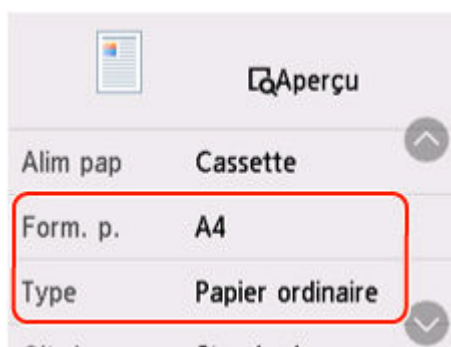 Aperçu
Alim pap Cassette
Form. p. A4
Type Papier ordinaire